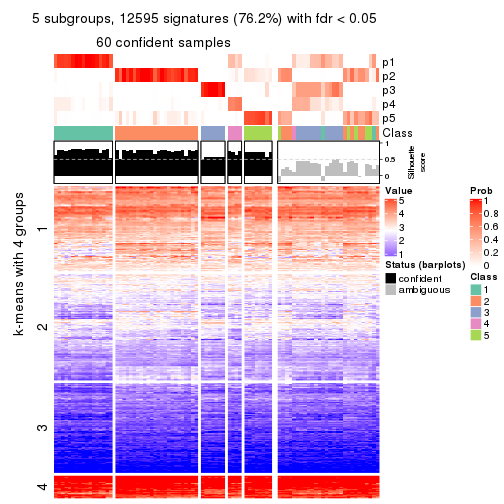 5 subgroups, 12595 signatures (76.2%) with fdr < 0.05
60 confident samples
p1
p2
p3
p4
p5
Class
1
0.5
0
Silhouette
score
k-means with 4 groups
1
2
3
4
Value
5
4
3
2
1
Status (barplots)
confident
ambiguous
Prob
1
0.8
0.6
0.4
0.2
0
Class
1
2
3
4
5